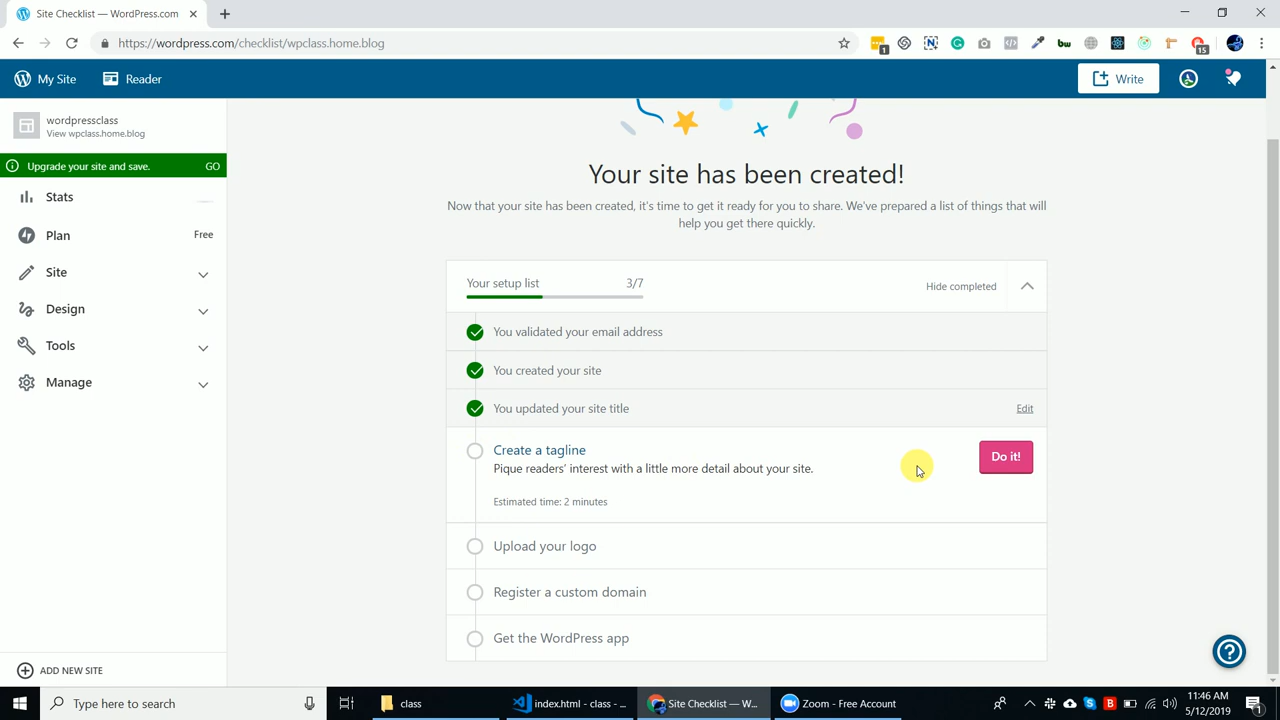 Site Checklist — WordPress.com
https://wordpress.com/checklist/wpclass.home.blog
1
bw
15
My Site
Reader
Write
wordpressclass
View wpclass.home.blog
Upgrade your site and save.
GO
Stats
Plan
Free
Site
Design
Tools
Manage
ADD NEW SITE
Your site has been created!
Now that your site has been created, it's time to get it ready for you to share. We've prepared a list of things that will
help you get there quickly.
Your setup list
3/7
Hide completed
You validated your email address
You created your site
You updated your site title
Edit
Create a tagline
Pique readers' interest with a little more detail about your site.
Do it!
Estimated time: 2 minutes
Upload your logo
Register a custom domain
Get the WordPress app
Type here to search
class
index.html - class - ...
Site Checklist — W...
Zoom - Free Account
11:46 AM
5/12/2019
1